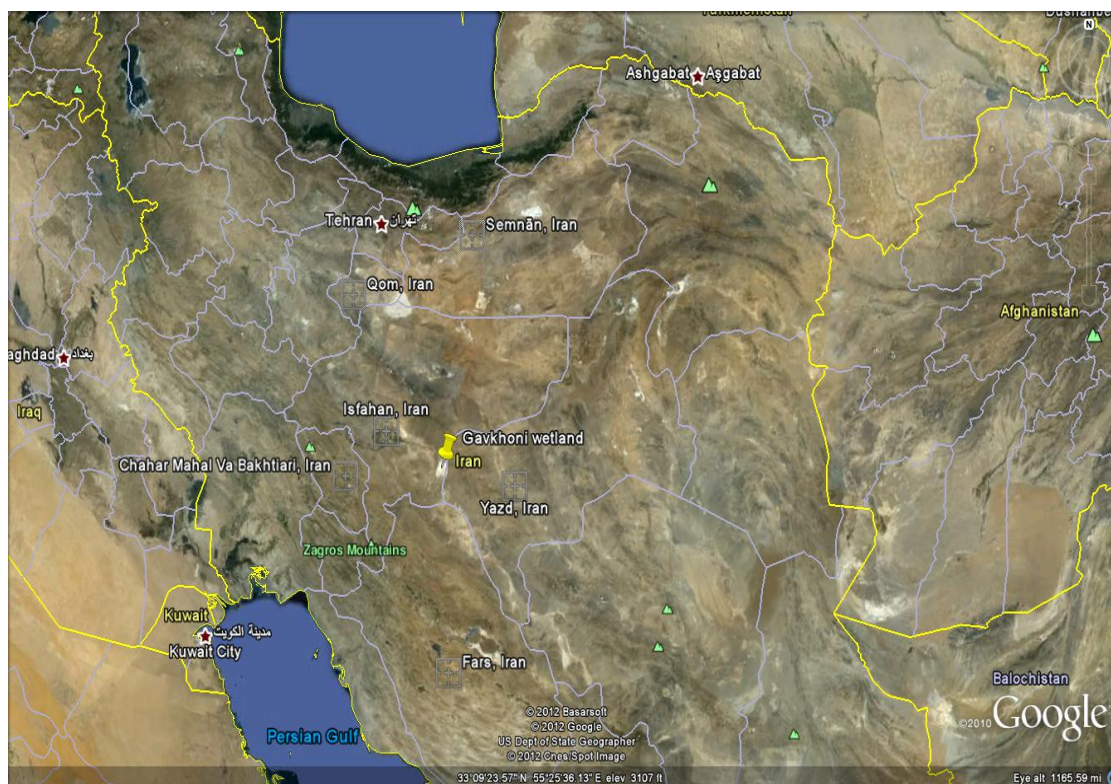 Turkmenistan
Dushanbe
N
Ashgabat
Aşgabat
Tehran
تهران
Semnān, Iran
Qom, Iran
Afghanistan
Baghdad
بغداد
Isfahan, Iran
Iraq
Gavkhoni wetland
Iran
Chahar Mahal Va Bakhtiari, Iran
Yazd, Iran
Zagros Mountains
Kuwait
مدينة الكويت
Kuwait City
Fars, Iran
Balochistan
Persian Gulf
© 2012 Basarsoft
© 2012 Google
US Dept of State Geographer
© 2012 Cnes/Spot Image
©2010 Google
33°09'23.57" N 55°25'36.13" E elev 3107 ft
Eye alt 1165.59 mi